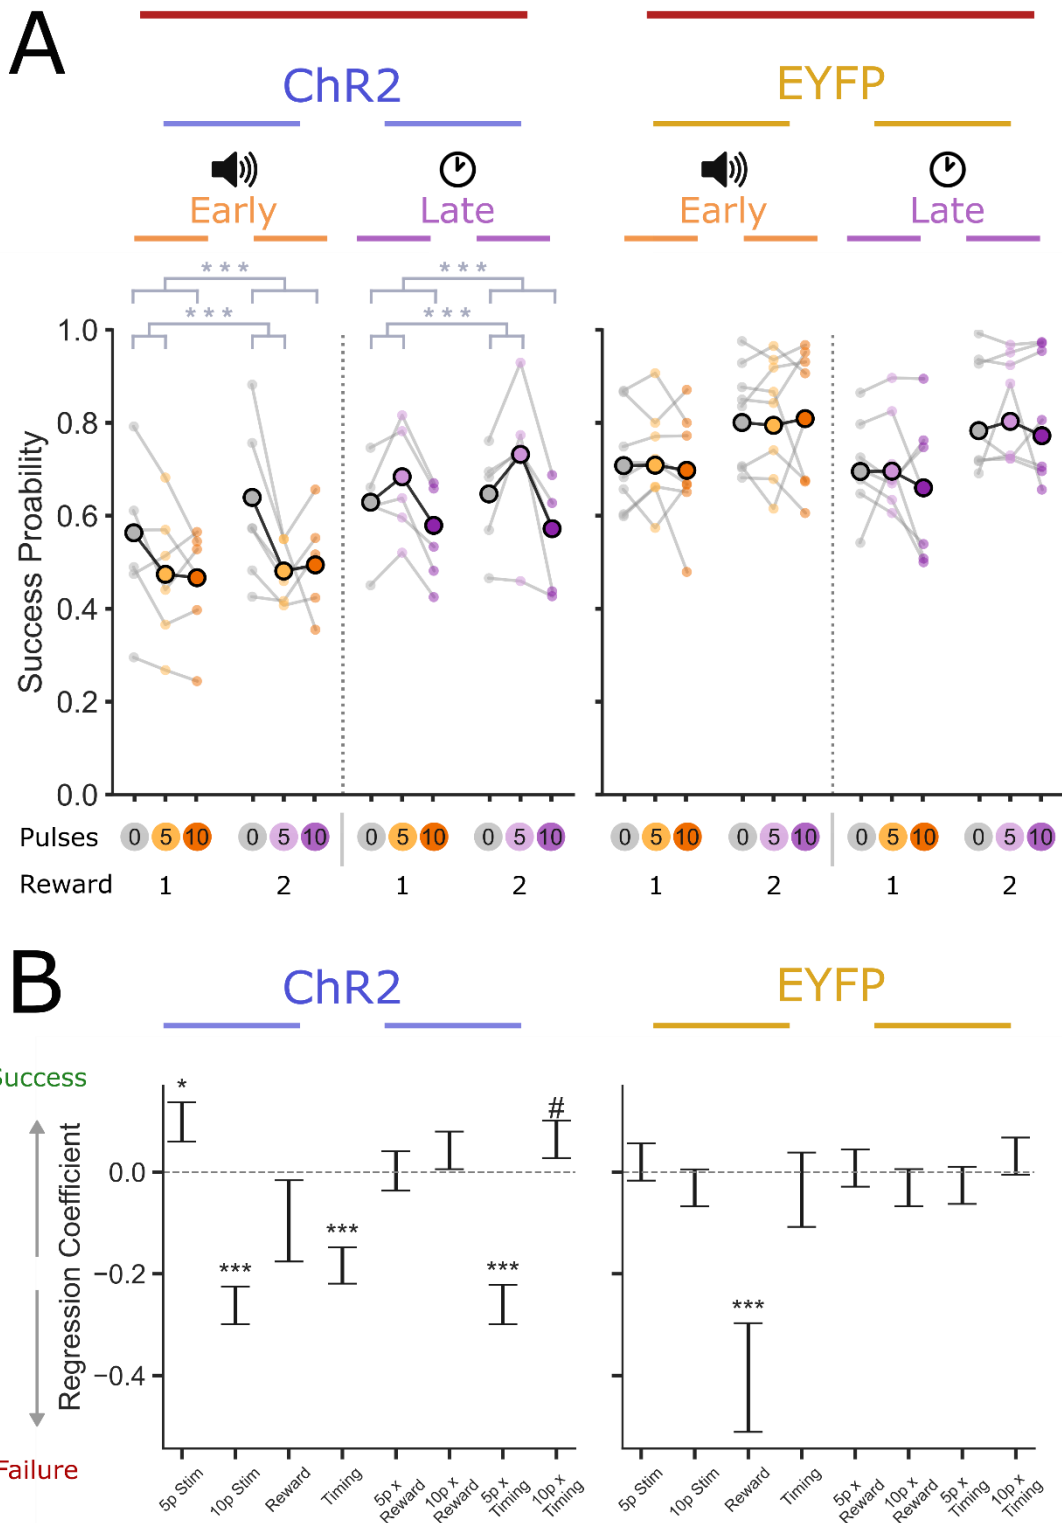 A
ChR2 EYFP
Early Late Early Late
*** ***
*** ***
1.0
0.8
0.6
0.4
0.2
0.0
Success Proability
Pulses 0 5 10 0 5 10 0 5 10 0 5 10 0 5 10 0 5 10 0 5 10 0 5 10
Reward 1 2 1 2 1 2 1 2
B
ChR2 EYFP
Success
Regression Coefficient
Failure
0.0
−0.2
−0.4
* *** *** *** # ***
5p Stim
10p Stim
Reward
Timing
5p x Reward
10p x Reward
5p x Timing
10p x Timing
5p Stim
10p Stim
Reward
Timing
5p x Reward
10p x Reward
5p x Timing
10p x Timing